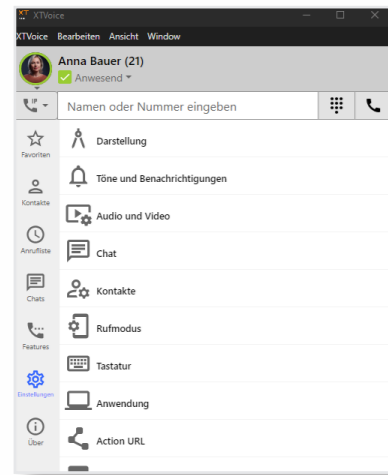 XTVoice
XTVoice Bearbeiten Ansicht Window
Anna Bauer (21)
Anwesend
IP
Namen oder Nummer eingeben
Favoriten
Darstellung
Töne und Benachrichtigungen
Kontakte
Audio und Video
Anrufliste
Chat
Chats
Kontakte
Features
Rufmodus
Tastatur
Einstellungen
Anwendung
Über
Action URL